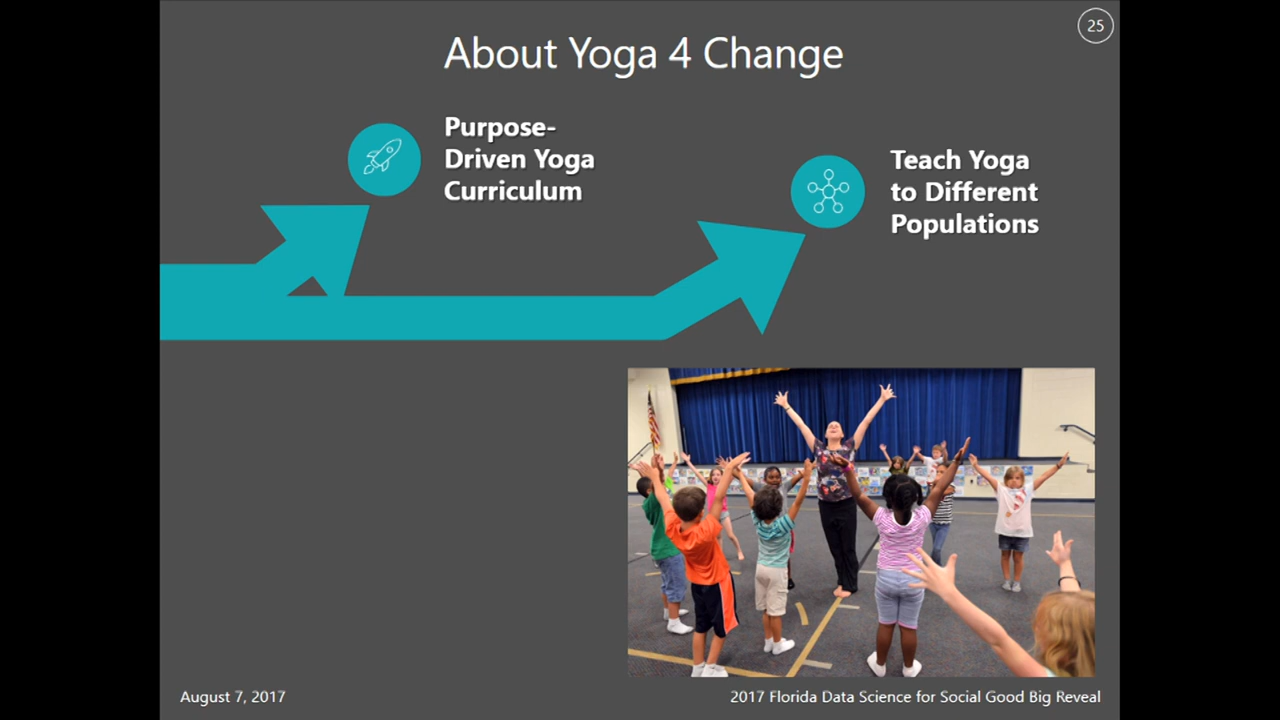 25
About Yoga 4 Change
Purpose-
Driven Yoga
Curriculum
Teach Yoga
to Different
Populations
August 7, 2017
2017 Florida Data Science for Social Good Big Reveal